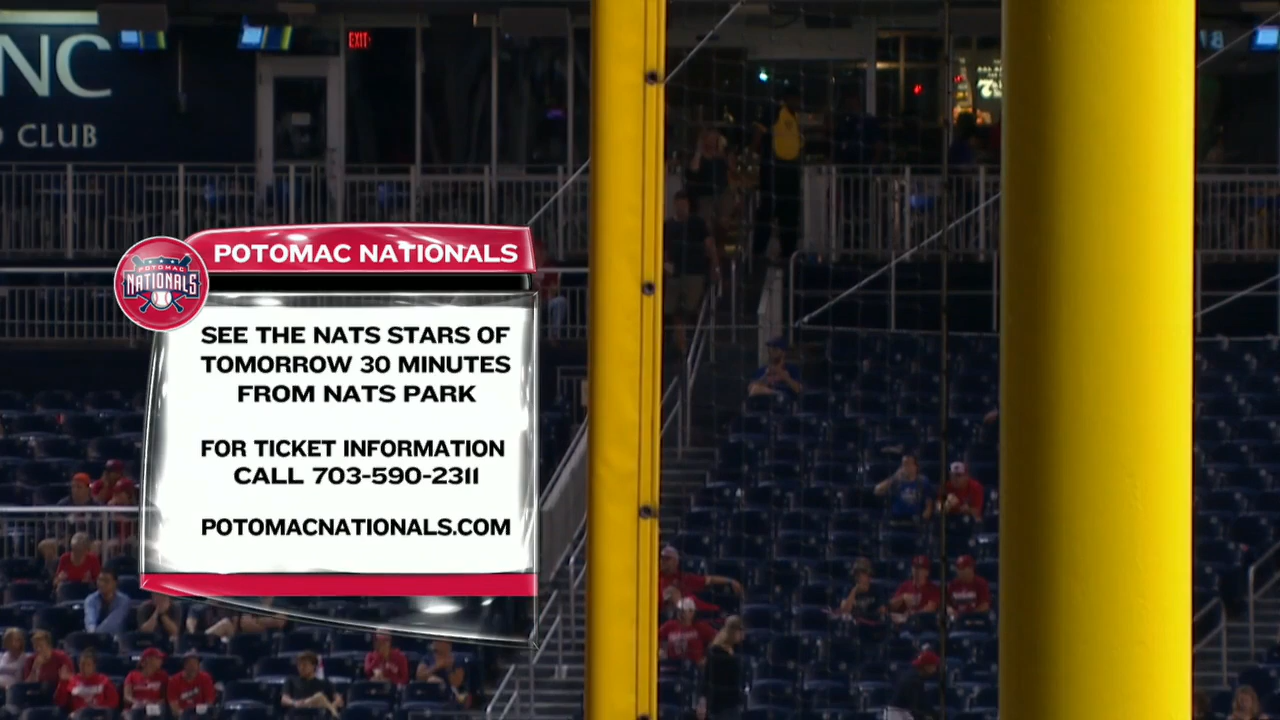 NC
CLUB
EXIT
POTOMAC NATIONALS
POTOMAC
NATIONALS
SEE THE NATS STARS OF
TOMORROW 30 MINUTES
FROM NATS PARK
FOR TICKET INFORMATION
CALL 703-590-2311
POTOMACNATIONALS.COM